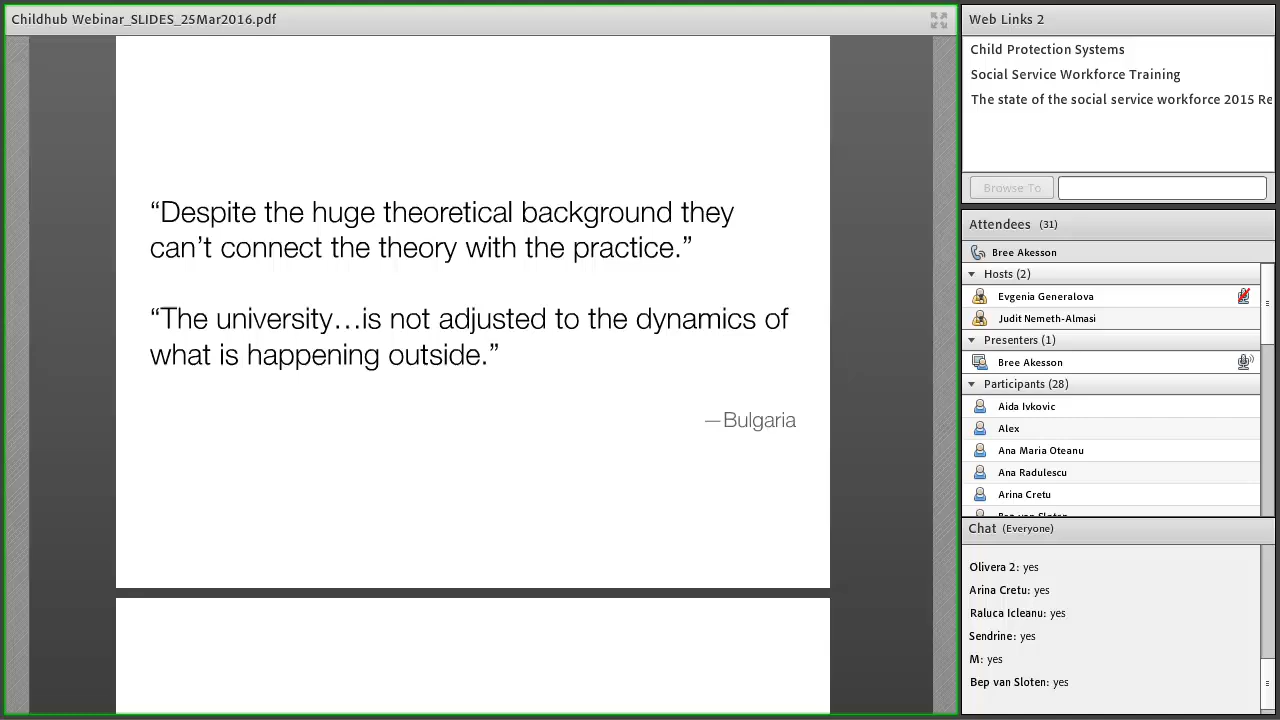 Childhub Webinar_SLIDES_25Mar2016.pdf
“Despite the huge theoretical background they
can’t connect the theory with the practice.”
“The university…is not adjusted to the dynamics of
what is happening outside.”
—Bulgaria
Web Links 2
Child Protection Systems
Social Service Workforce Training
The state of the social service workforce 2015 Re
Browse To
Attendees (31)
Bree Akesson
Hosts (2)
Evgenia Generalova
Judit Nemeth-Almasi
Presenters (1)
Bree Akesson
Participants (28)
Aida Ivkovic
Alex
Ana Maria Oteanu
Ana Radulescu
Arina Cretu
Bep van Sloten
Chat (Everyone)
Olivera 2: yes
Arina Cretu: yes
Raluca Icleanu: yes
Sendrine: yes
M: yes
Bep van Sloten: yes